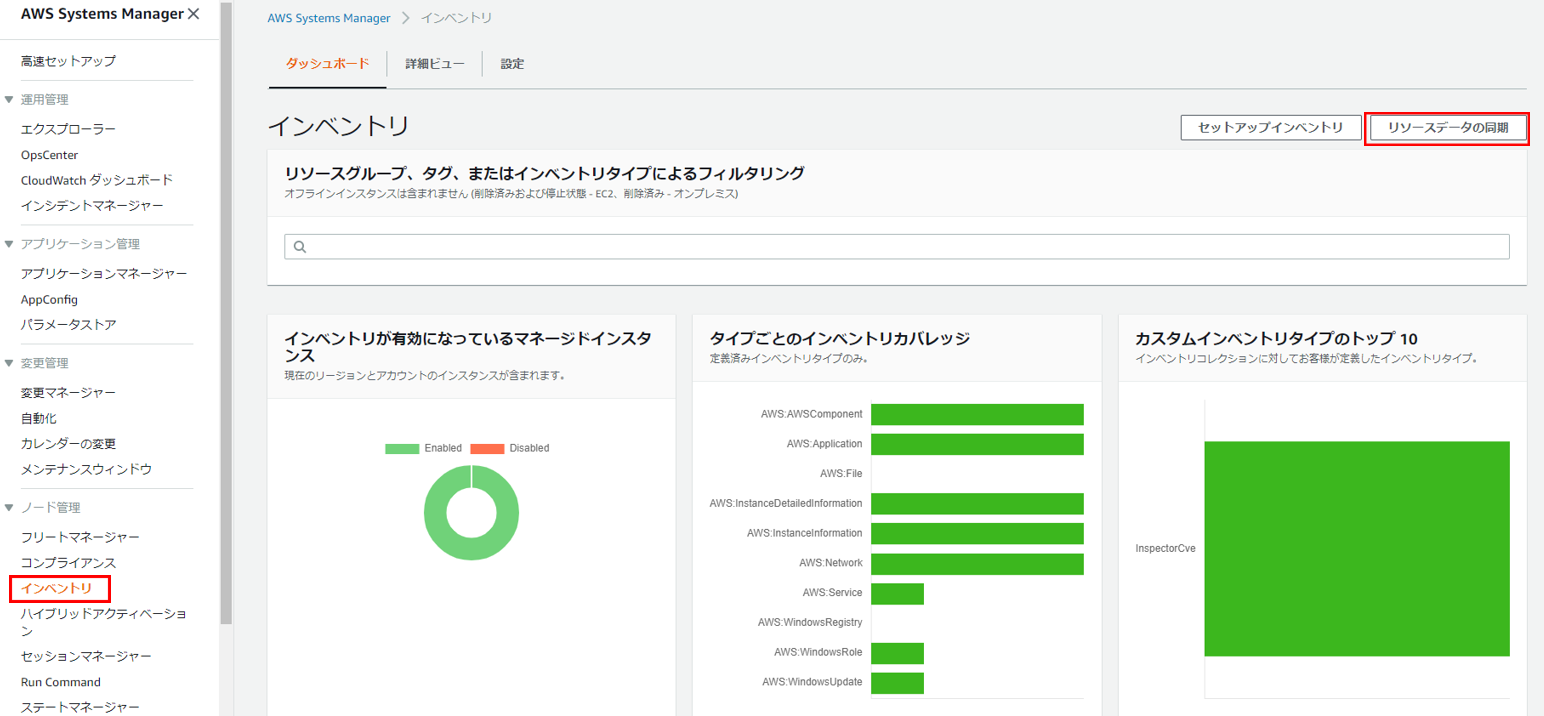 AWS Systems Manager
高速セットアップ
運用管理
エクスプローラー
OpsCenter
CloudWatch ダッシュボード
インシデントマネージャー
アプリケーション管理
アプリケーションマネージャー
AppConfig
パラメータストア
変更管理
変更マネージャー
自動化
カレンダーの変更
メンテナンスウィンドウ
ノード管理
フリートマネージャー
コンプライアンス
インベントリ
ハイブリッドアクティベーショ
ン
セッションマネージャー
Run Command
ステートマネージャー
AWS Systems Manager > インベントリ
ダッシュボード 詳細ビュー 設定
インベントリ
セットアップインベントリ リソースデータの同期
リソースグループ、タグ、またはインベントリタイプによるフィルタリング
オフラインインスタンスは含まれません (削除済みおよび停止状態 - EC2、削除済み - オンプレミス)
インベントリが有効になっているマネージドインスタ
ンス
現在のリージョンとアカウントのインスタンスが含まれます。
Enabled Disabled
タイプごとのインベントリカバレッジ
定義済みインベントリタイプのみ。
AWS:AWSComponent
AWS:Application
AWS:File
AWS:InstanceDetailedInformation
AWS:InstanceInformation
AWS:Network
AWS:Service
AWS:WindowsRegistry
AWS:WindowsRole
AWS:WindowsUpdate
カスタムインベントリタイプのトップ 10
インベントリコレクションに対してお客様が定義したインベントリタイプ。
InspectorCve